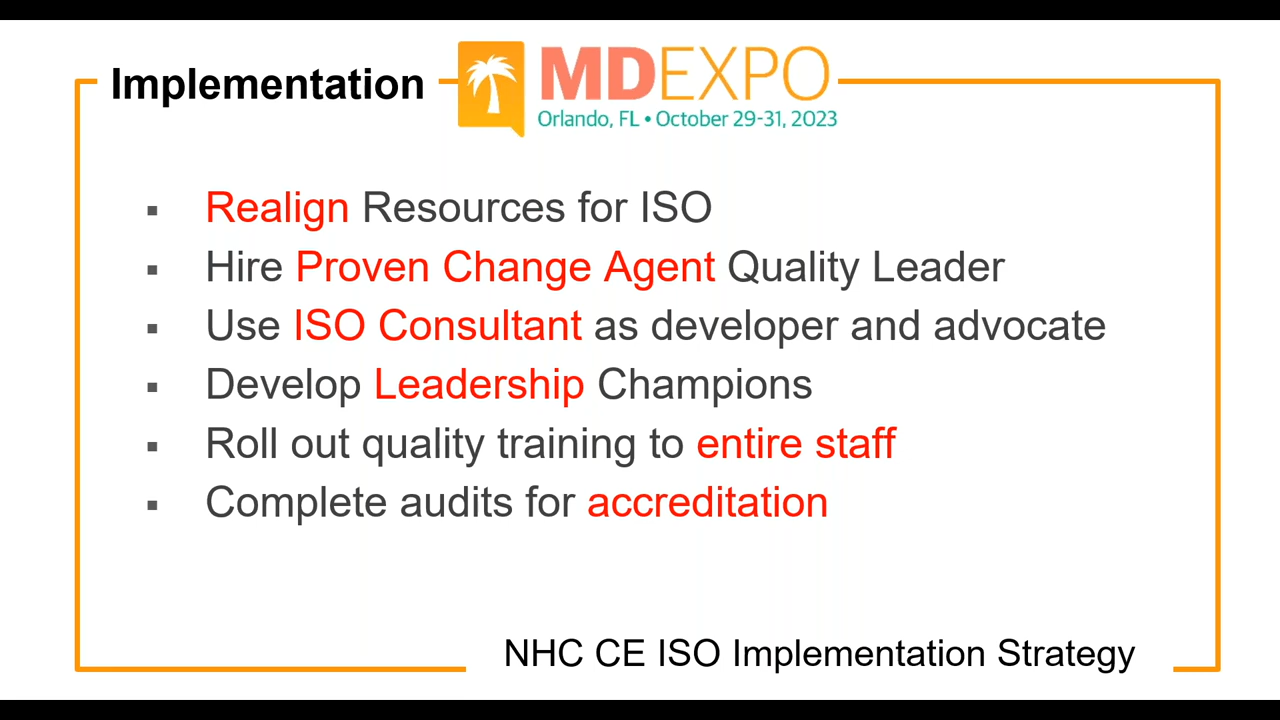 Implementation
MDEXPO
Orlando, FL • October 29-31, 2023
▪ Realign Resources for ISO
▪ Hire Proven Change Agent Quality Leader
▪ Use ISO Consultant as developer and advocate
▪ Develop Leadership Champions
▪ Roll out quality training to entire staff
▪ Complete audits for accreditation
NHC CE ISO Implementation Strategy